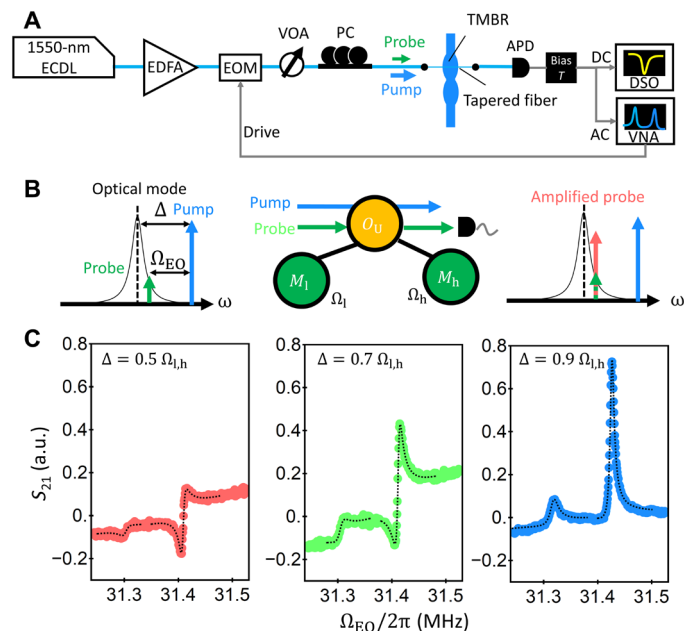 A
1550-nm
ECDL
EDFA
EOM
VOA
PC
Probe
Pump
TMBR
Tapered fiber
APD
Bias
T
DC
DSO
AC
VNA
Drive
B
Optical mode
Δ
Pump
Probe
Ω_EO
ω
Pump
Probe
O_U
M_l
Ω_l
M_h
Ω_h
Amplified probe
ω
C
Δ = 0.5 Ω_l,h
Δ = 0.7 Ω_l,h
Δ = 0.9 Ω_l,h
S_21 (a.u.)
0.8
0.6
0.4
0.2
0
−0.2
31.3 31.4 31.5
0.8
0.6
0.4
0.2
0.0
−0.2
31.3 31.4 31.5
0.8
0.6
0.4
0.2
0.0
−0.2
31.3 31.4 31.5
Ω_EO/2π (MHz)